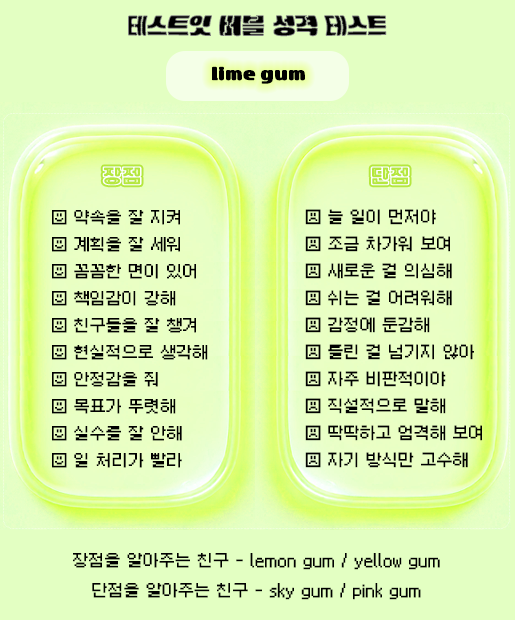 테스트잇 버블 성격 테스트
lime gum
장점
☺ 약속을 잘 지켜
☺ 계획을 잘 세워
☺ 꼼꼼한 면이 있어
☺ 책임감이 강해
☺ 친구들을 잘 챙겨
☺ 현실적으로 생각해
☺ 안정감을 줘
☺ 목표가 뚜렷해
☺ 실수를 잘 안해
☺ 일 처리가 빨라
단점
☹ 늘 일이 먼저야
☹ 조금 차가워 보여
☹ 새로운 걸 의심해
☹ 쉬는 걸 어려워해
☹ 감정에 둔감해
☹ 틀린 걸 넘기지 않아
☹ 자주 비판적이야
☹ 직설적으로 말해
☹ 딱딱하고 엄격해 보여
☹ 자기 방식만 고수해
장점을 알아주는 친구 - lemon gum / yellow gum
단점을 알아주는 친구 - sky gum / pink gum